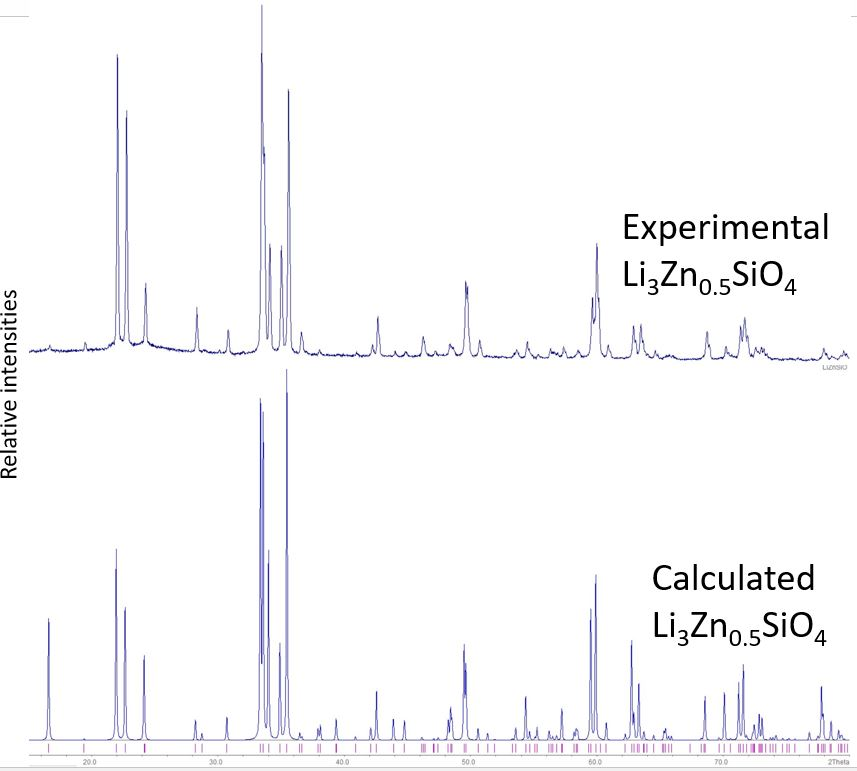 Experimental
Li₃Zn₀.₅SiO₄
LiZnSiO
Relative intensities
Calculated
Li₃Zn₀.₅SiO₄
20.0 30.0 40.0 50.0 60.0 70.0 2Theta